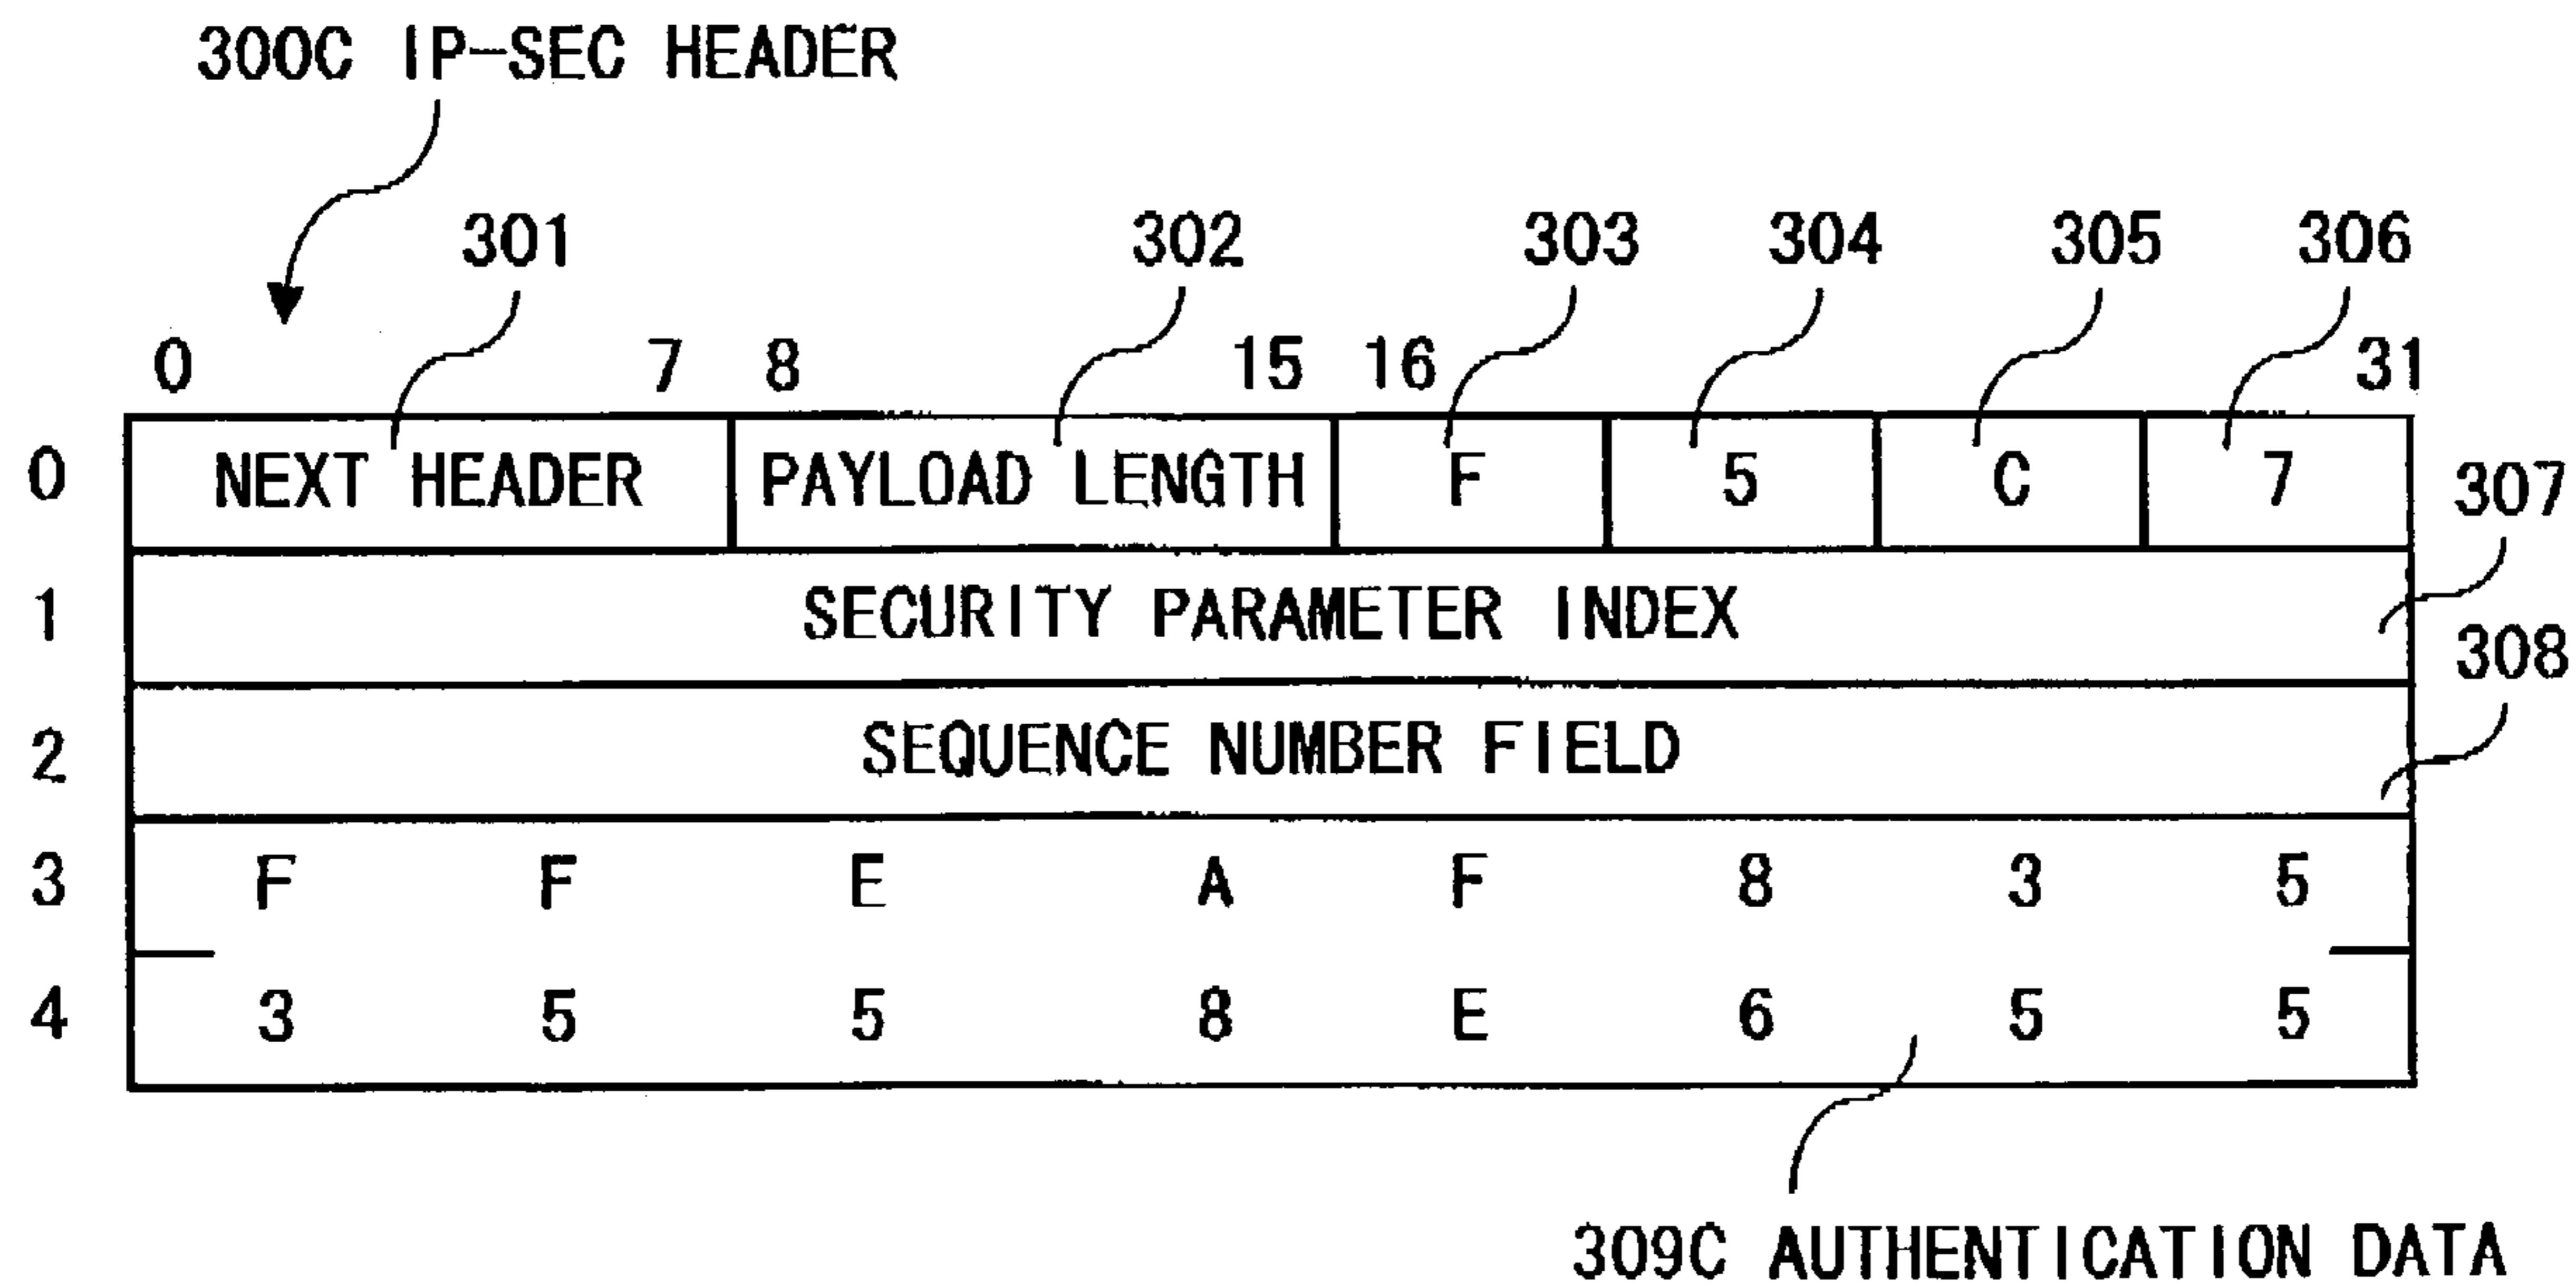 300C IP-SEC HEADER
301 302 303 304 305 306
0 7 8 15 16 31
0 NEXT HEADER PAYLOAD LENGTH F 5 C 7
307
1 SECURITY PARAMETER INDEX
308
2 SEQUENCE NUMBER FIELD
3 F F E A F 8 3 5
4 3 5 5 8 E 6 5 5
309C AUTHENTICATION DATA